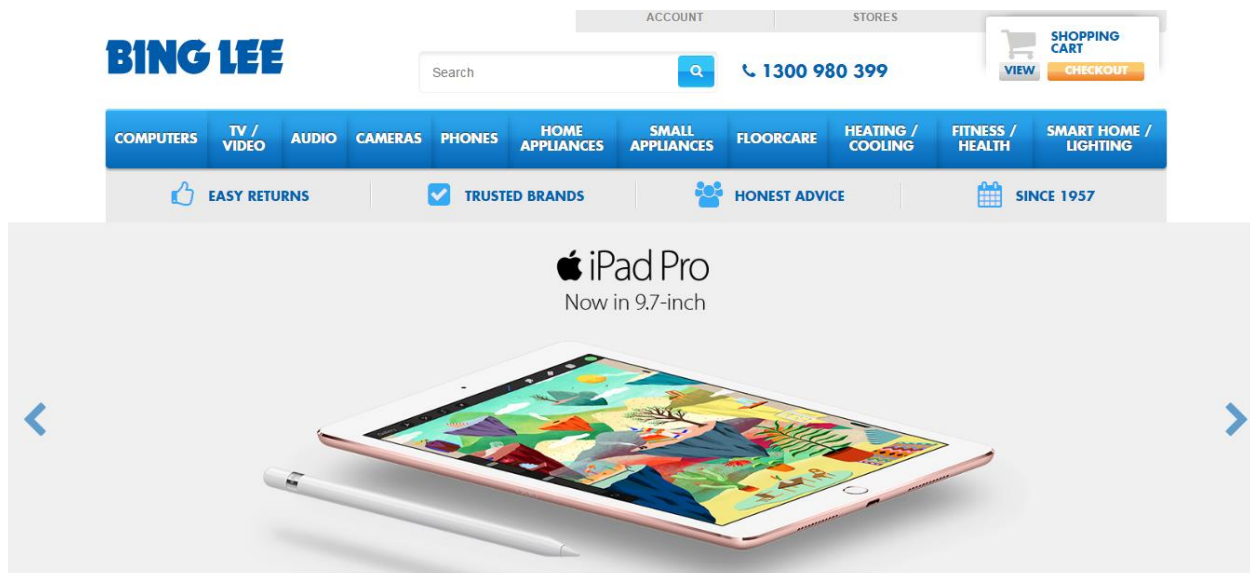 ACCOUNT
STORES
BING LEE
Search
1300 980 399
SHOPPING
CART
VIEW
CHECKOUT
COMPUTERS
TV /
VIDEO
AUDIO
CAMERAS
PHONES
HOME
APPLIANCES
SMALL
APPLIANCES
FLOORCARE
HEATING /
COOLING
FITNESS /
HEALTH
SMART HOME /
LIGHTING
EASY RETURNS
TRUSTED BRANDS
HONEST ADVICE
SINCE 1957
iPad Pro
Now in 9.7-inch